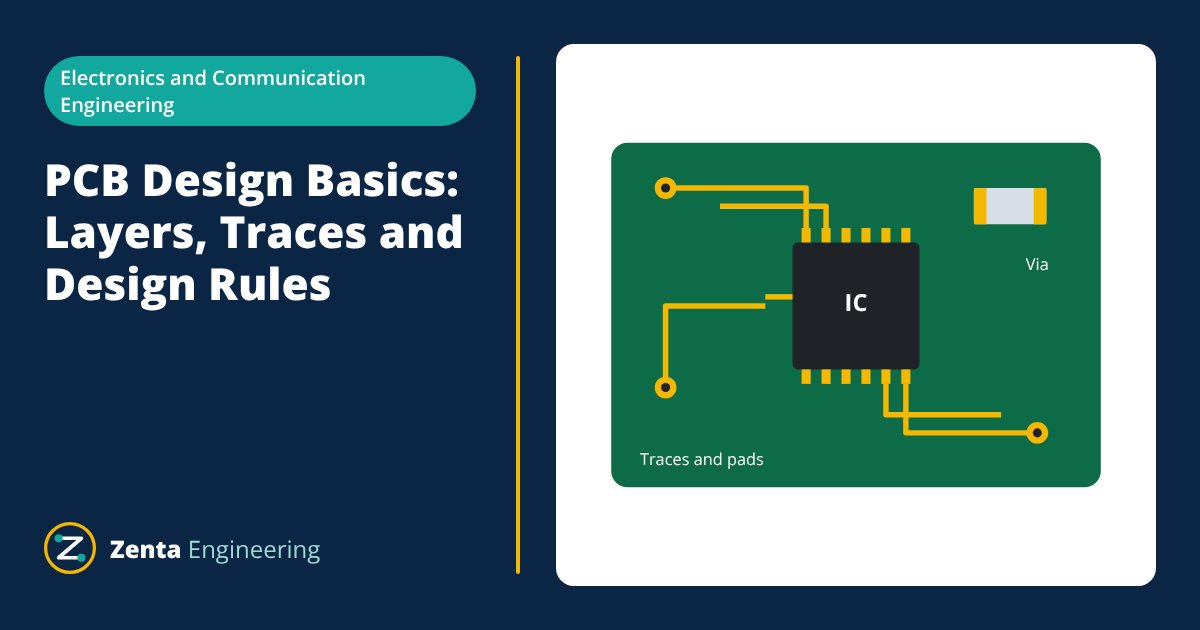 Electronics and Communication
Engineering
PCB Design Basics:
Layers, Traces and
Design Rules
Zenta Engineering
IC
Via
Traces and pads